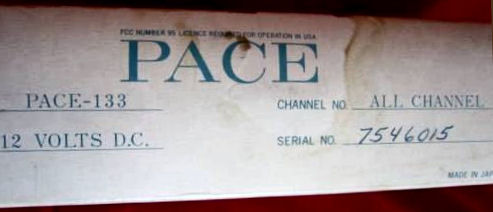 FCC NUMBER 95 LICENCE REQUIRED FOR OPERATION IN USA
PACE
PACE-133 CHANNEL NO. ALL CHANNEL
12 VOLTS D.C. SERIAL NO. 7546015
MADE IN JAP